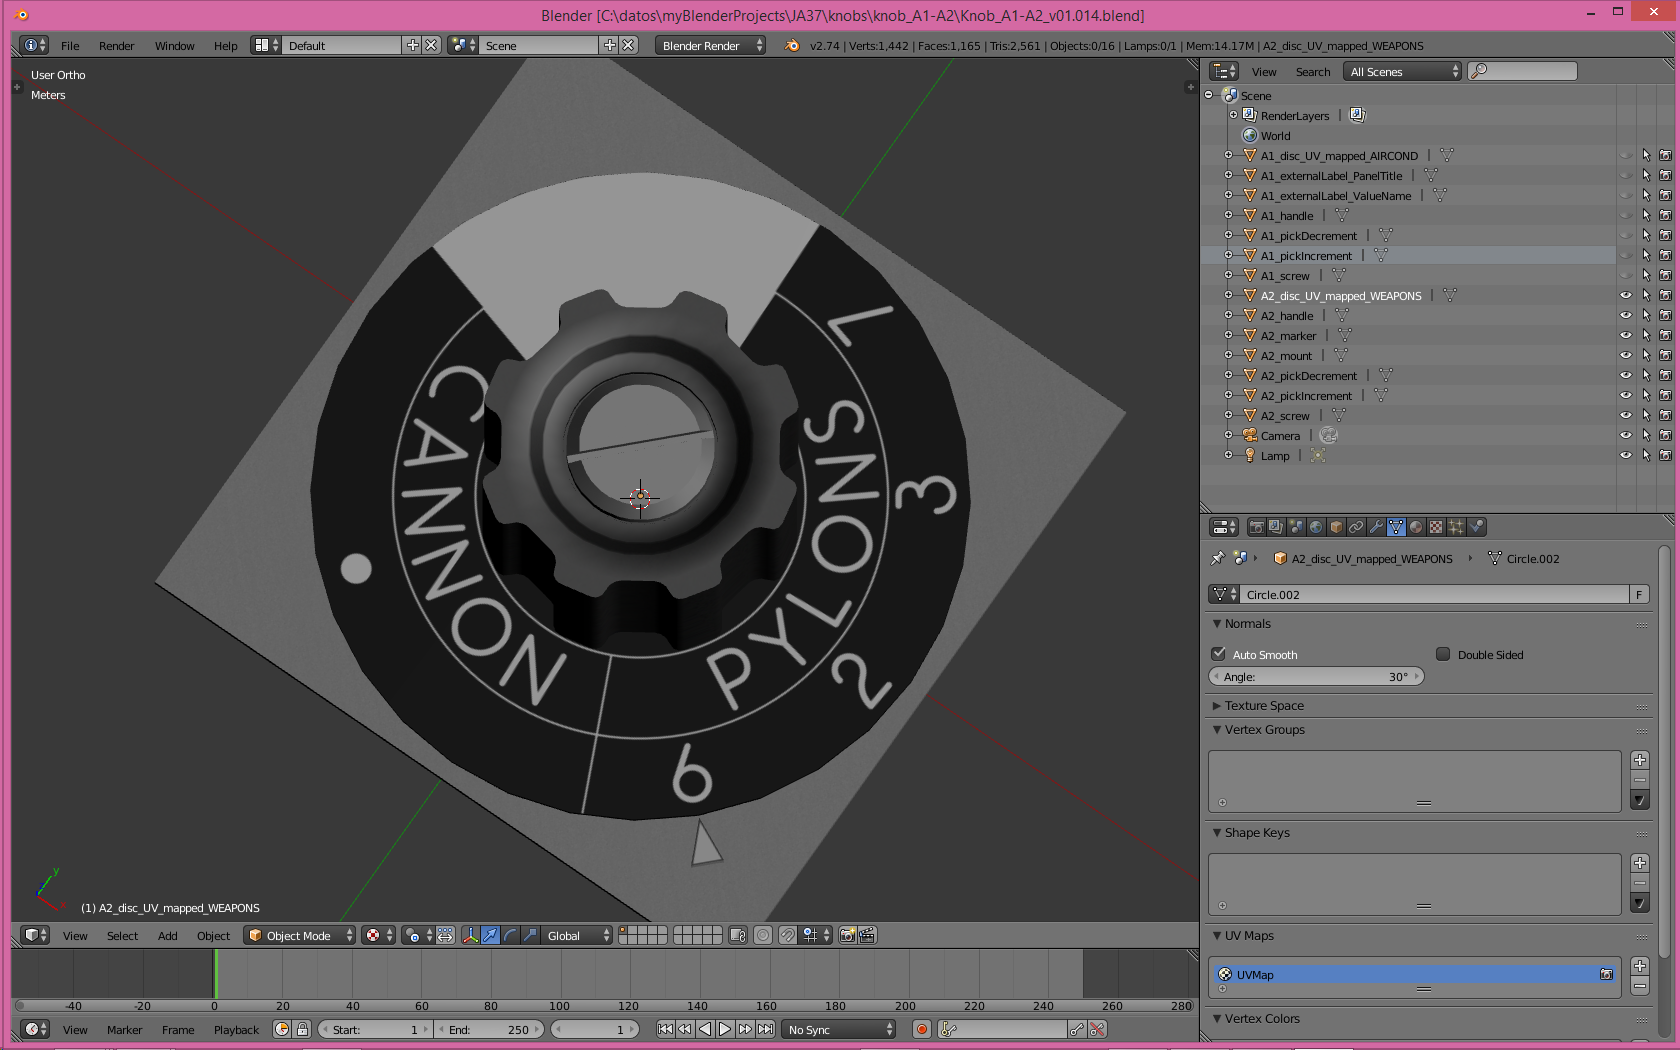 Blender [C:\datos\myBlenderProjects\JA37\knobs\knob_A1-A2\Knob_A1-A2_v01.014.blend]
File Render Window Help Default Scene Blender Render v2.74 | Verts:1,442 | Faces:1,165 | Tris:2,561 | Objects:0/16 | Lamps:0/1 | Mem:14.17M | A2_disc_UV_mapped_WEAPONS
User Ortho
Meters
L
3
2
6
CANNON
PYLONS
(1) A2_disc_UV_mapped_WEAPONS
y
x
View Select Add Object Object Mode Global
-40 -20 0 20 40 60 80 100 120 140 160 180 200 220 240 260 280
View Marker Frame Playback Start: 1 End: 250 1 No Sync
View Search All Scenes
Scene
RenderLayers |
World
A1_disc_UV_mapped_AIRCOND |
A1_externalLabel_PanelTitle |
A1_externalLabel_ValueName |
A1_handle |
A1_pickDecrement |
A1_pickIncrement |
A1_screw |
A2_disc_UV_mapped_WEAPONS |
A2_handle |
A2_marker |
A2_mount |
A2_pickDecrement |
A2_pickIncrement |
A2_screw |
Camera |
Lamp |
A2_disc_UV_mapped_WEAPONS Circle.002
Circle.002 F
Normals
Auto Smooth Double Sided
Angle: 30°
Texture Space
Vertex Groups
Shape Keys
UV Maps
UVMap
Vertex Colors